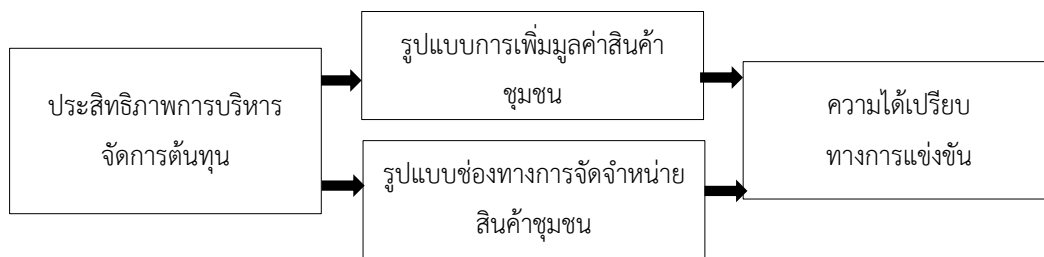 ประสิทธิภาพการบริหาร
จัดการต้นทุน
รูปแบบการเพิ่มมูลค่าสินค้า
ชุมชน
รูปแบบช่องทางการจัดจำหน่าย
สินค้าชุมชน
ความได้เปรียบ
ทางการแข่งขัน